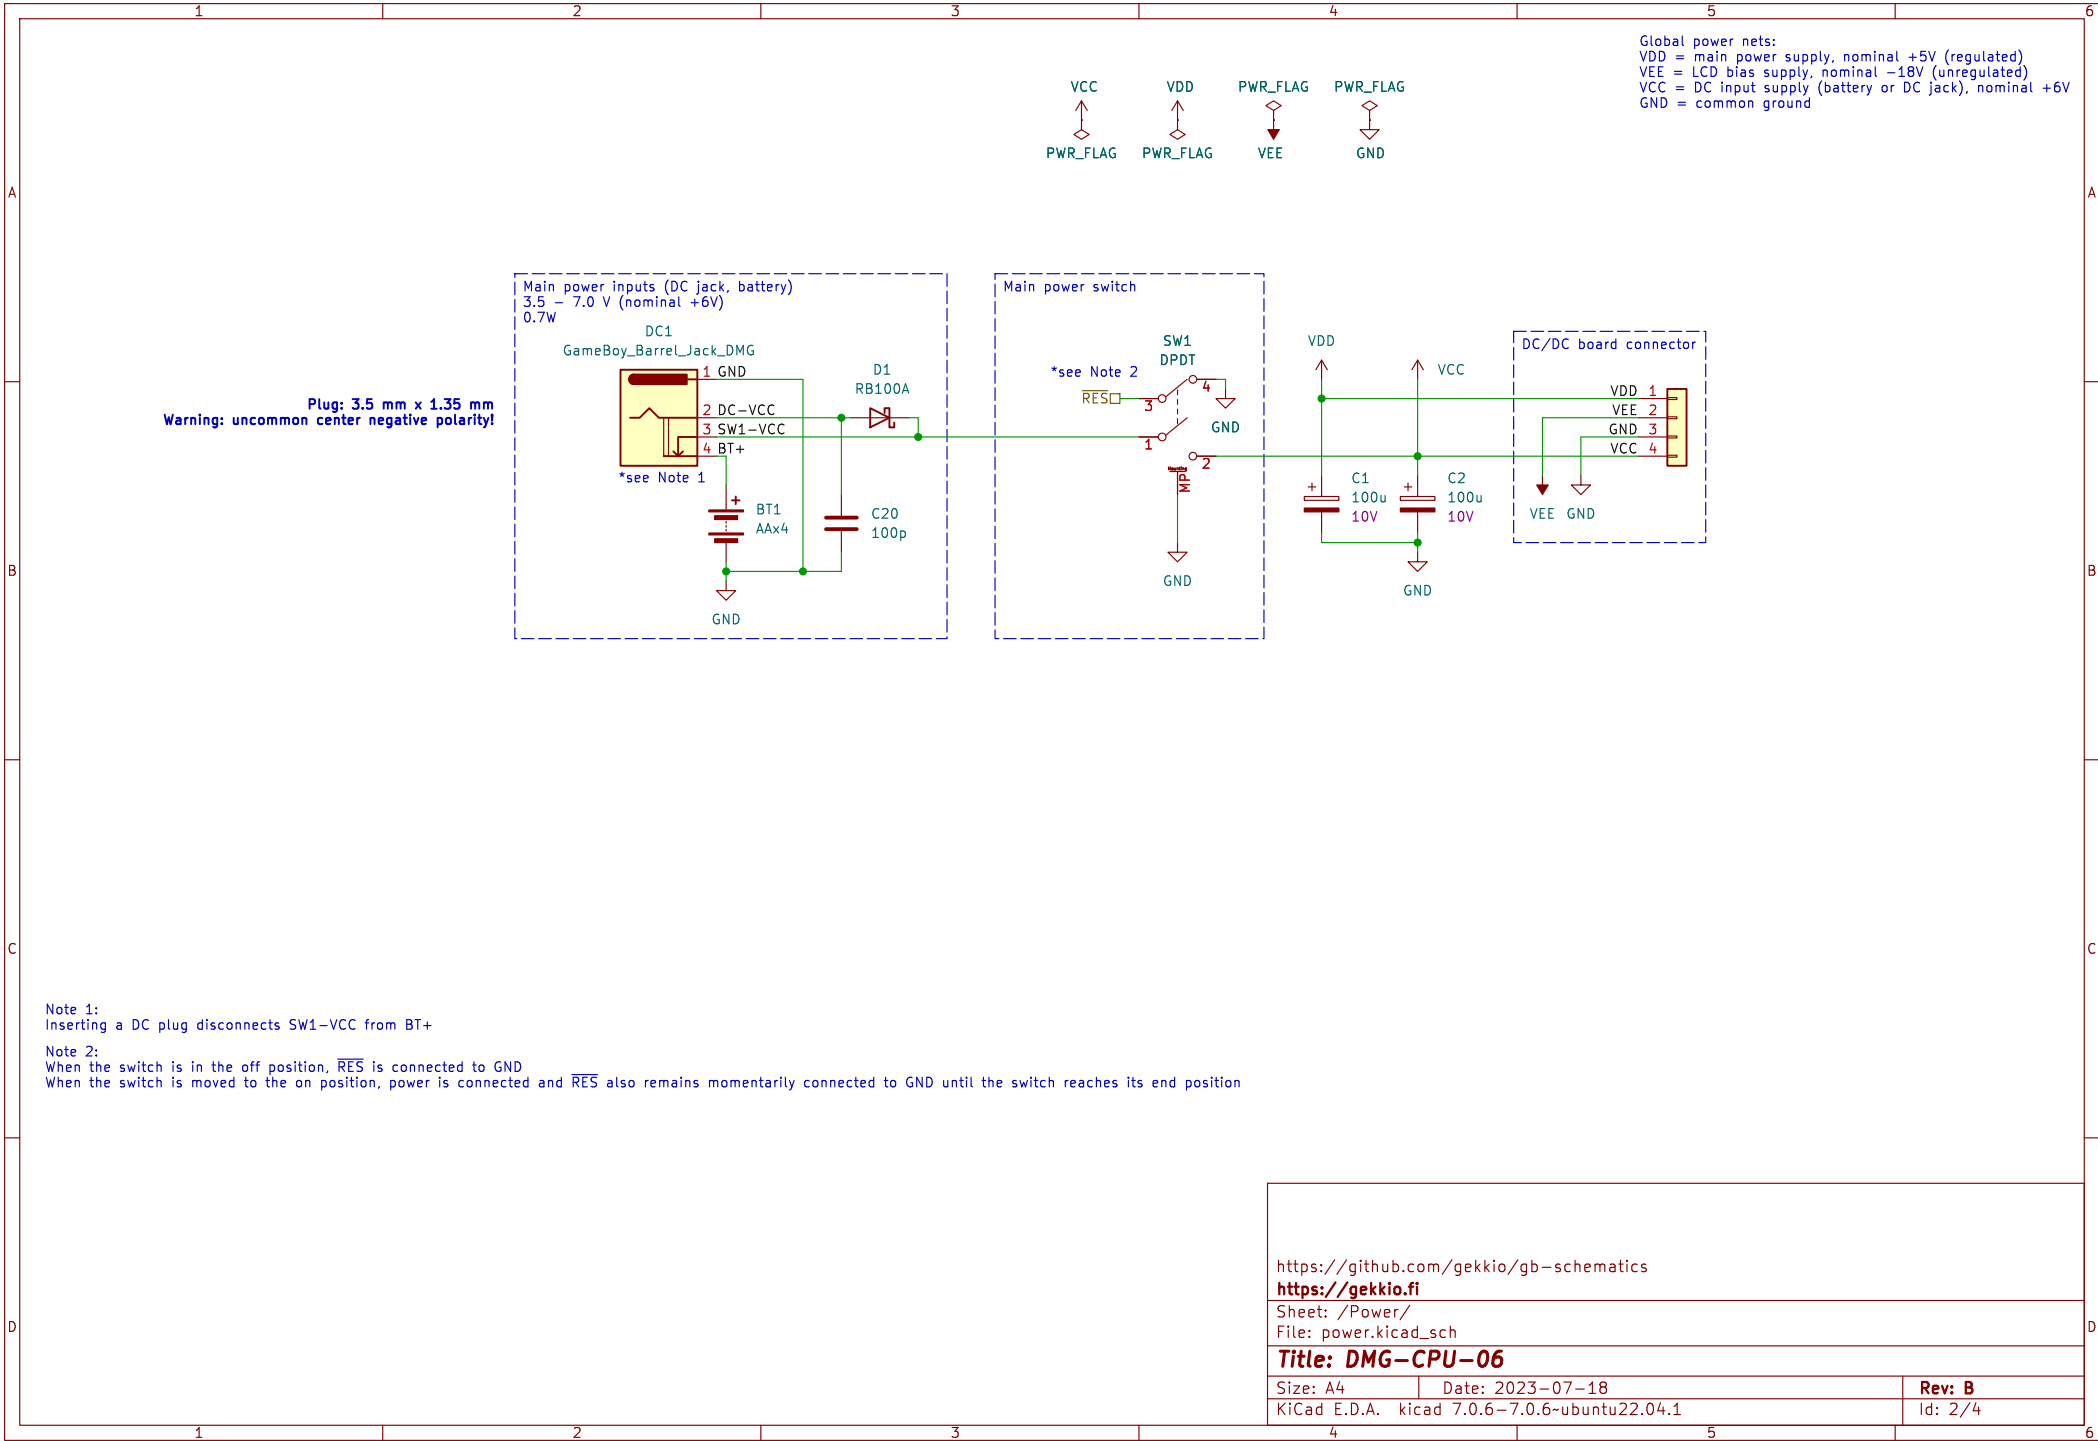 1 2 3 4 5 6
Global power nets:
VDD = main power supply, nominal +5V (regulated)
VEE = LCD bias supply, nominal -18V (unregulated)
VCC = DC input supply (battery or DC jack), nominal +6V
GND = common ground
VCC VDD PWR_FLAG PWR_FLAG
PWR_FLAG PWR_FLAG VEE GND
A A
Main power inputs (DC jack, battery)
3.5 - 7.0 V (nominal +6V)
0.7W
DC1
GameBoy_Barrel_Jack_DMG
1 GND
2 DC-VCC
3 SW1-VCC
4 BT+
*see Note 1
Plug: 3.5 mm x 1.35 mm
Warning: uncommon center negative polarity!
D1
RB100A
+
BT1
AAx4
C20
100p
GND
Main power switch
SW1
DPDT
*see Note 2
R̅E̅S̅
3
4
GND
1
2
Mounting
MP
GND
VDD
VCC
+
C1
100u
10V
+
C2
100u
10V
GND
DC/DC board connector
VDD 1
VEE 2
GND 3
VCC 4
VEE GND
B B
C C
Note 1:
Inserting a DC plug disconnects SW1-VCC from BT+
Note 2:
When the switch is in the off position, R̅E̅S̅ is connected to GND
When the switch is moved to the on position, power is connected and R̅E̅S̅ also remains momentarily connected to GND until the switch reaches its end position
D D
https://github.com/gekkio/gb-schematics
https://gekkio.fi
Sheet: /Power/
File: power.kicad_sch
Title: DMG-CPU-06
Size: A4 Date: 2023-07-18 Rev: B
KiCad E.D.A. kicad 7.0.6-7.0.6~ubuntu22.04.1 Id: 2/4
1 2 3 4 5 6